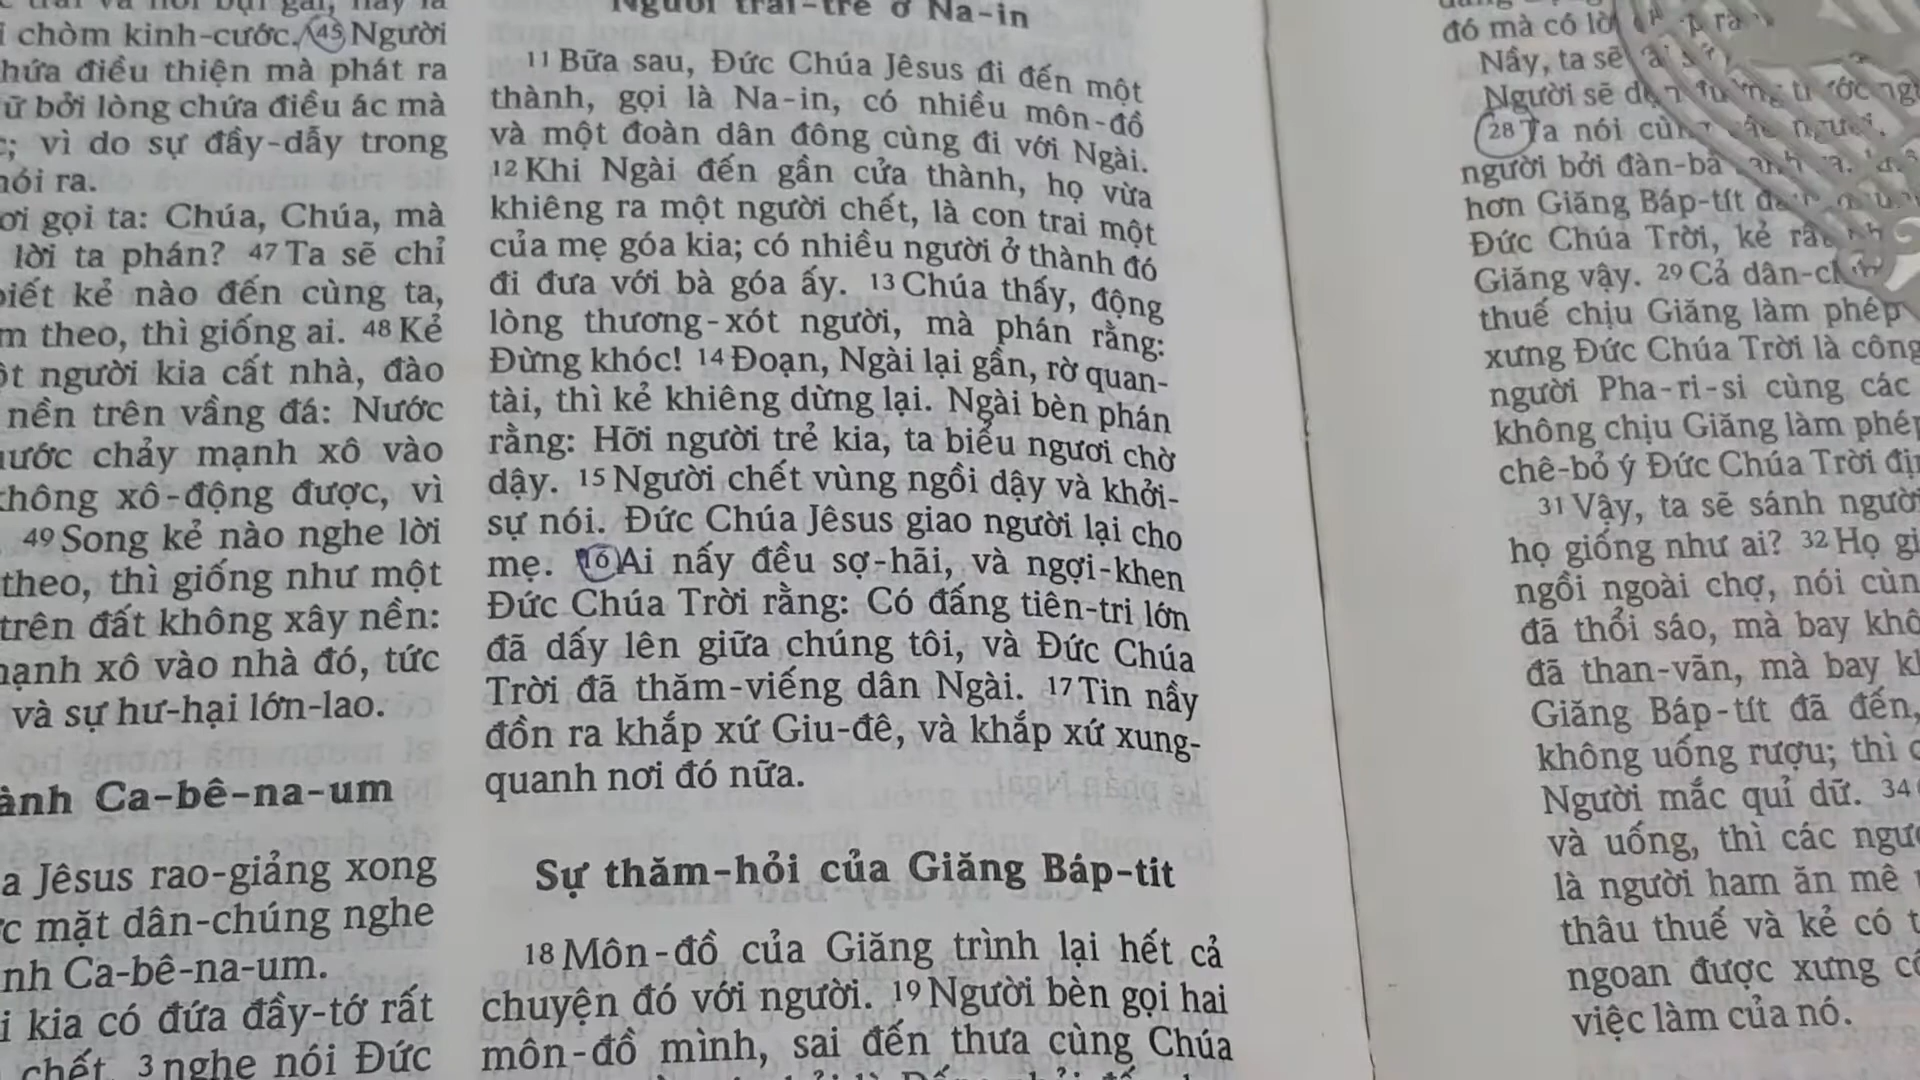 chòm kinh-cước. 45 Người
điều thiện mà phát ra
bởi lòng chứa điều ác mà
vì do sự đầy-dẫy trong
ra.
gọi ta: Chúa, Chúa, mà
lời ta phán? 47 Ta sẽ chỉ
kẻ nào đến cùng ta,
theo, thì giống ai. 48 Kẻ
người kia cất nhà, đào
nền trên vầng đá: Nước
chảy mạnh xô vào
xô-động được, vì
49 Song kẻ nào nghe lời
theo, thì giống như một
trên đất không xây nền:
xô vào nhà đó, tức
và sự hư-hại lớn-lao.
Ca-bê-na-um
Jêsus rao-giảng xong
mặt dân-chúng nghe
Ca-bê-na-um.
kia có đứa đầy-tớ rất
chết, 3 nghe nói Đức
Người trai-trẻ ở Na-in
11 Bữa sau, Đức Chúa Jêsus đi đến một
thành, gọi là Na-in, có nhiều môn-đồ
và một đoàn dân đông cùng đi với Ngài.
12 Khi Ngài đến gần cửa thành, họ vừa
khiêng ra một người chết, là con trai một
của mẹ góa kia; có nhiều người ở thành đó
đi đưa với bà góa ấy. 13 Chúa thấy, động
lòng thương-xót người, mà phán rằng:
Đừng khóc! 14 Đoạn, Ngài lại gần, rờ quan-
tài, thì kẻ khiêng dừng lại. Ngài bèn phán
rằng: Hỡi người trẻ kia, ta biểu ngươi chờ
dậy. 15 Người chết vùng ngồi dậy và khởi-
sự nói. Đức Chúa Jêsus giao người lại cho
mẹ. 16 Ai nấy đều sợ-hãi, và ngợi-khen
Đức Chúa Trời rằng: Có đấng tiên-tri lớn
đã dấy lên giữa chúng tôi, và Đức Chúa
Trời đã thăm-viếng dân Ngài. 17 Tin nầy
đồn ra khắp xứ Giu-đê, và khắp xứ xung-
quanh nơi đó nữa.
Sự thăm-hỏi của Giăng Báp-tit
18 Môn-đồ của Giăng trình lại hết cả
chuyện đó với người. 19 Người bèn gọi hai
môn-đồ mình, sai đến thưa cùng Chúa
đó mà có lời
Nầy, ta sẽ
Người sẽ
28 Ta nói
người bởi đàn-bà
hơn Giăng Báp-tít
Đức Chúa Trời, kẻ
Giăng vậy. 29 Cả
thuế chịu Giăng làm phép
xưng Đức Chúa Trời là công
người Pha-ri-si cùng các
không chịu Giăng làm phép
chê-bỏ ý Đức Chúa Trời
31 Vậy, ta sẽ sánh người
họ giống như ai? 32 Họ
ngồi ngoài chợ, nói
đã thổi sáo, mà bay
đã than-vãn, mà bay
Giăng Báp-tít đã đến,
không uống rượu; thì
Người mắc quỉ dữ. 34
và uống, thì các
là người ham ăn mê
thâu thuế và kẻ có
ngoan được xưng
việc làm của nó.